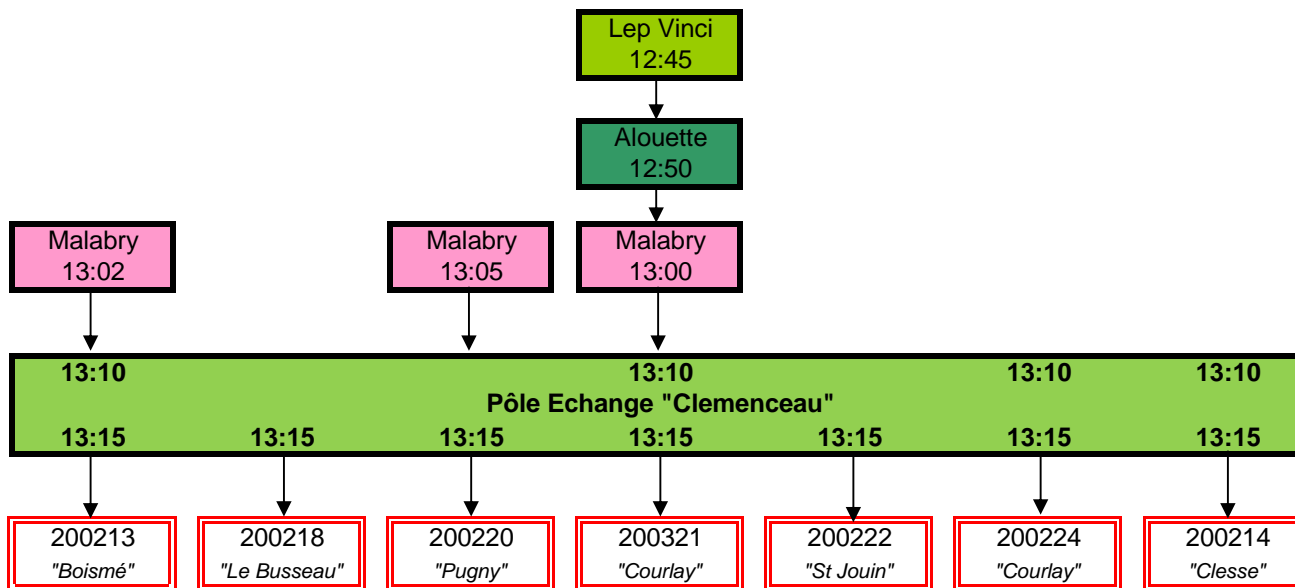 Lep Vinci
12:45
Alouette
12:50
Malabry
13:02
Malabry
13:05
Malabry
13:00
13:10 13:10 13:10 13:10
Pôle Echange "Clemenceau"
13:15 13:15 13:15 13:15 13:15 13:15 13:15
200213
"Boismé"
200218
"Le Busseau"
200220
"Pugny"
200321
"Courlay"
200222
"St Jouin"
200224
"Courlay"
200214
"Clesse"